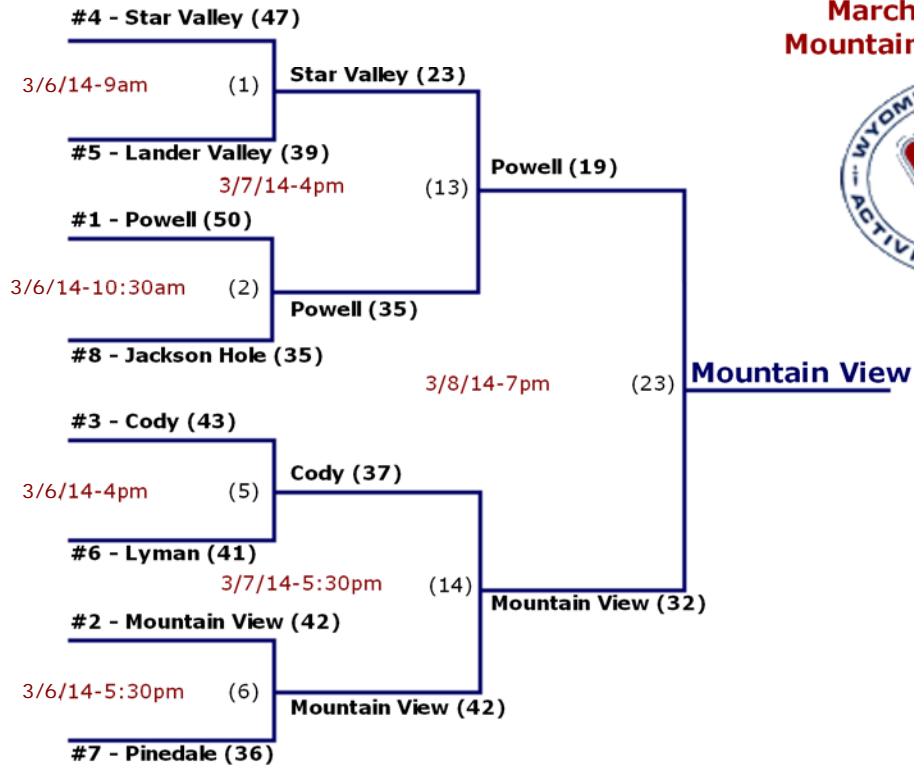 #4 - Star Valley (47)
March
Mountain
3/6/14-9am
(1)
Star Valley (23)
#5 - Lander Valley (39)
3/7/14-4pm
(13)
Powell (19)
#1 - Powell (50)
3/6/14-10:30am
(2)
Powell (35)
#8 - Jackson Hole (35)
3/8/14-7pm
(23)
Mountain View
#3 - Cody (43)
Cody (37)
3/6/14-4pm
(5)
#6 - Lyman (41)
3/7/14-5:30pm
(14)
Mountain View (32)
#2 - Mountain View (42)
3/6/14-5:30pm
(6)
Mountain View (42)
#7 - Pinedale (36)